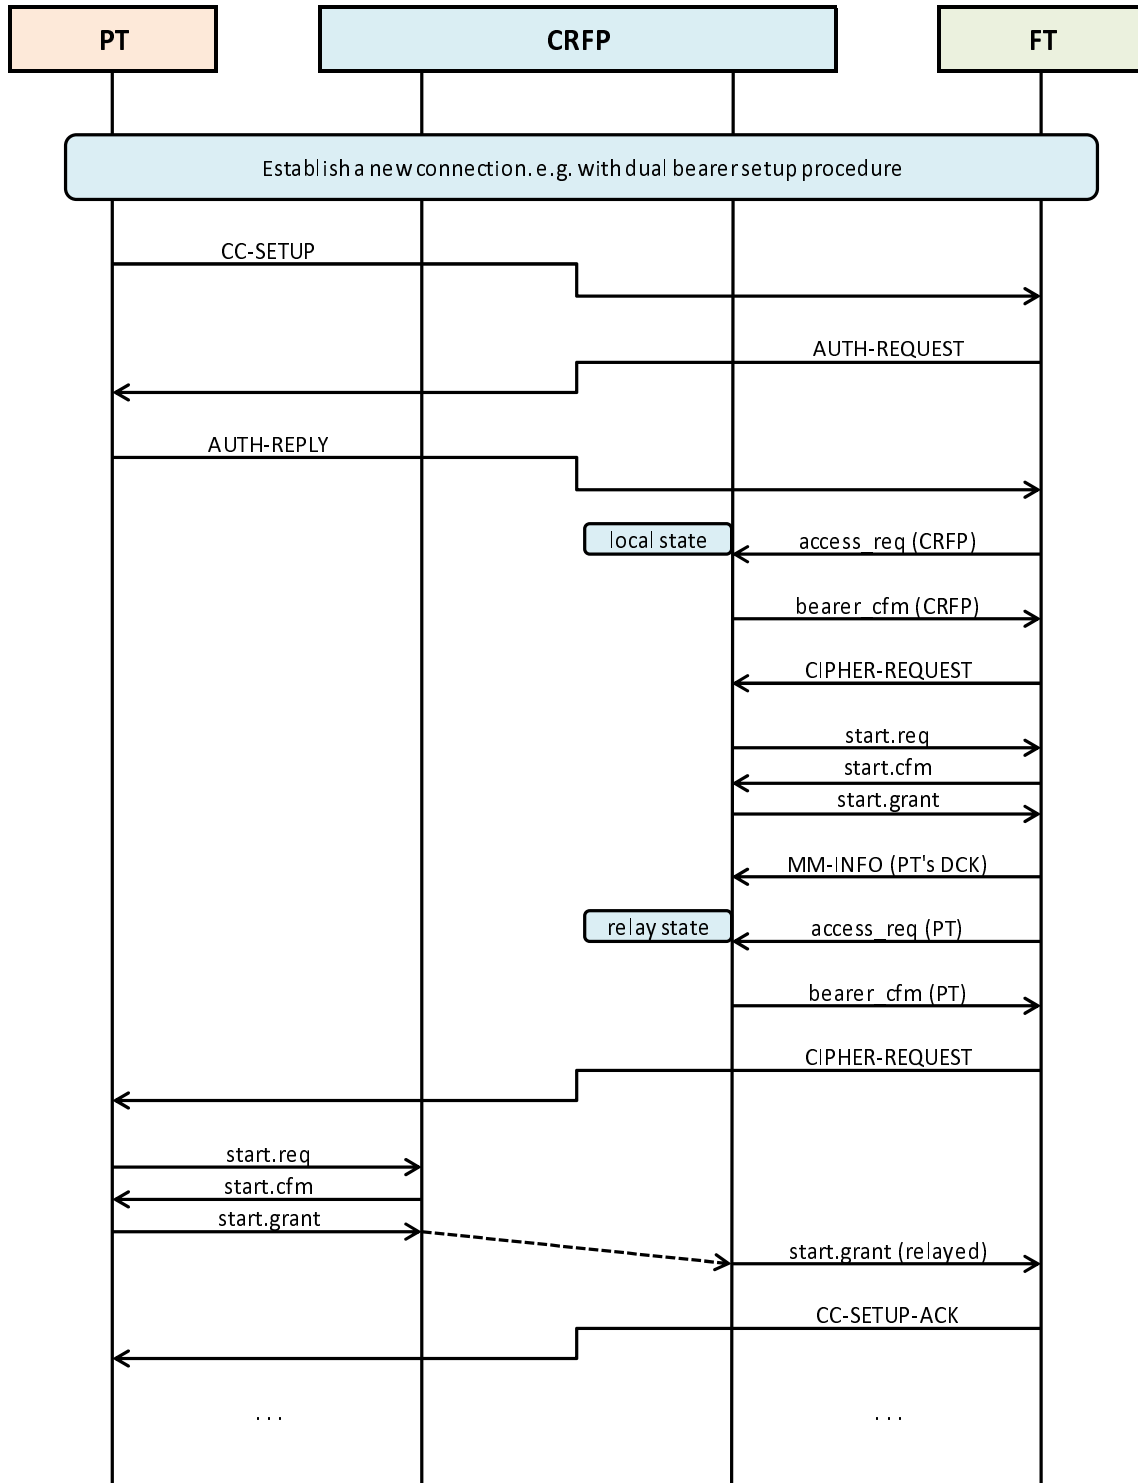 PT
CRFP
FT
Establish a new connection. e.g. with dual bearer setup procedure
CC-SETUP
AUTH-REQUEST
AUTH-REPLY
local state
access_req (CRFP)
bearer_cfm (CRFP)
CIPHER-REQUEST
start.req
start.cfm
start.grant
MM-INFO (PT's DCK)
relay state
access_req (PT)
bearer_cfm (PT)
CIPHER-REQUEST
start.req
start.cfm
start.grant
start.grant (relayed)
CC-SETUP-ACK
. . .
. . .